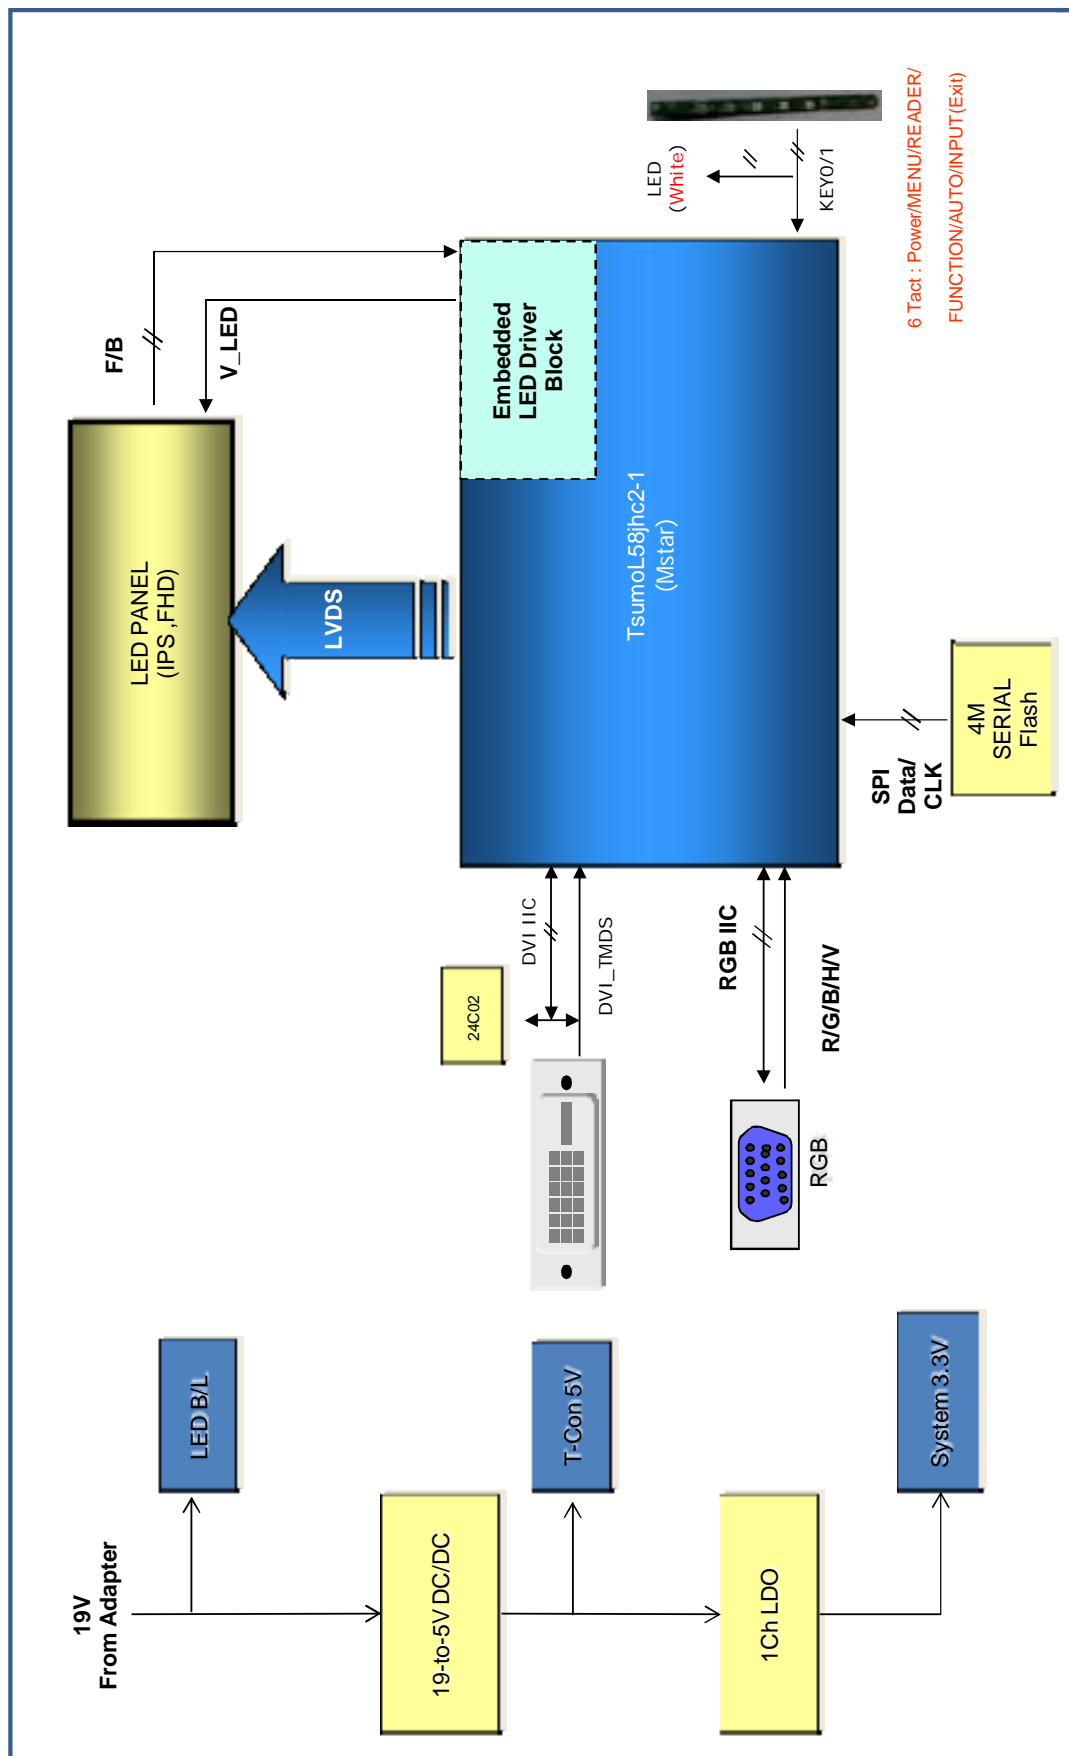 19V
From Adapter
LED B/L
19-to-5V DC/DC
T-Con 5V
1Ch LDO
System 3.3V
LED PANEL
(IPS ,FHD)
F/B
V_LED
LVDS
Embedded
LED Driver
Block
TsumoL58jhc2-1
(Mstar)
24C02
DVI IIC
DVI_TMDS
RGB IIC
R/G/B/H/V
RGB
SPI
Data/
CLK
4M
SERIAL
Flash
LED
(White)
KEY0/1
6 Tact : Power/MENU/READER/
FUNCTION/AUTO/INPUT(Exit)